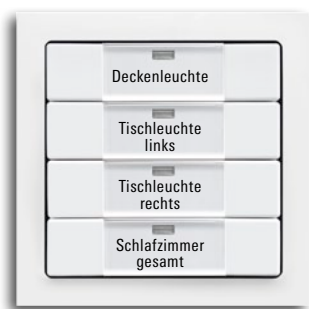 Deckenleuchte
Tischleuchte
links
Tischleuchte
rechts
Schlafzimmer
gesamt